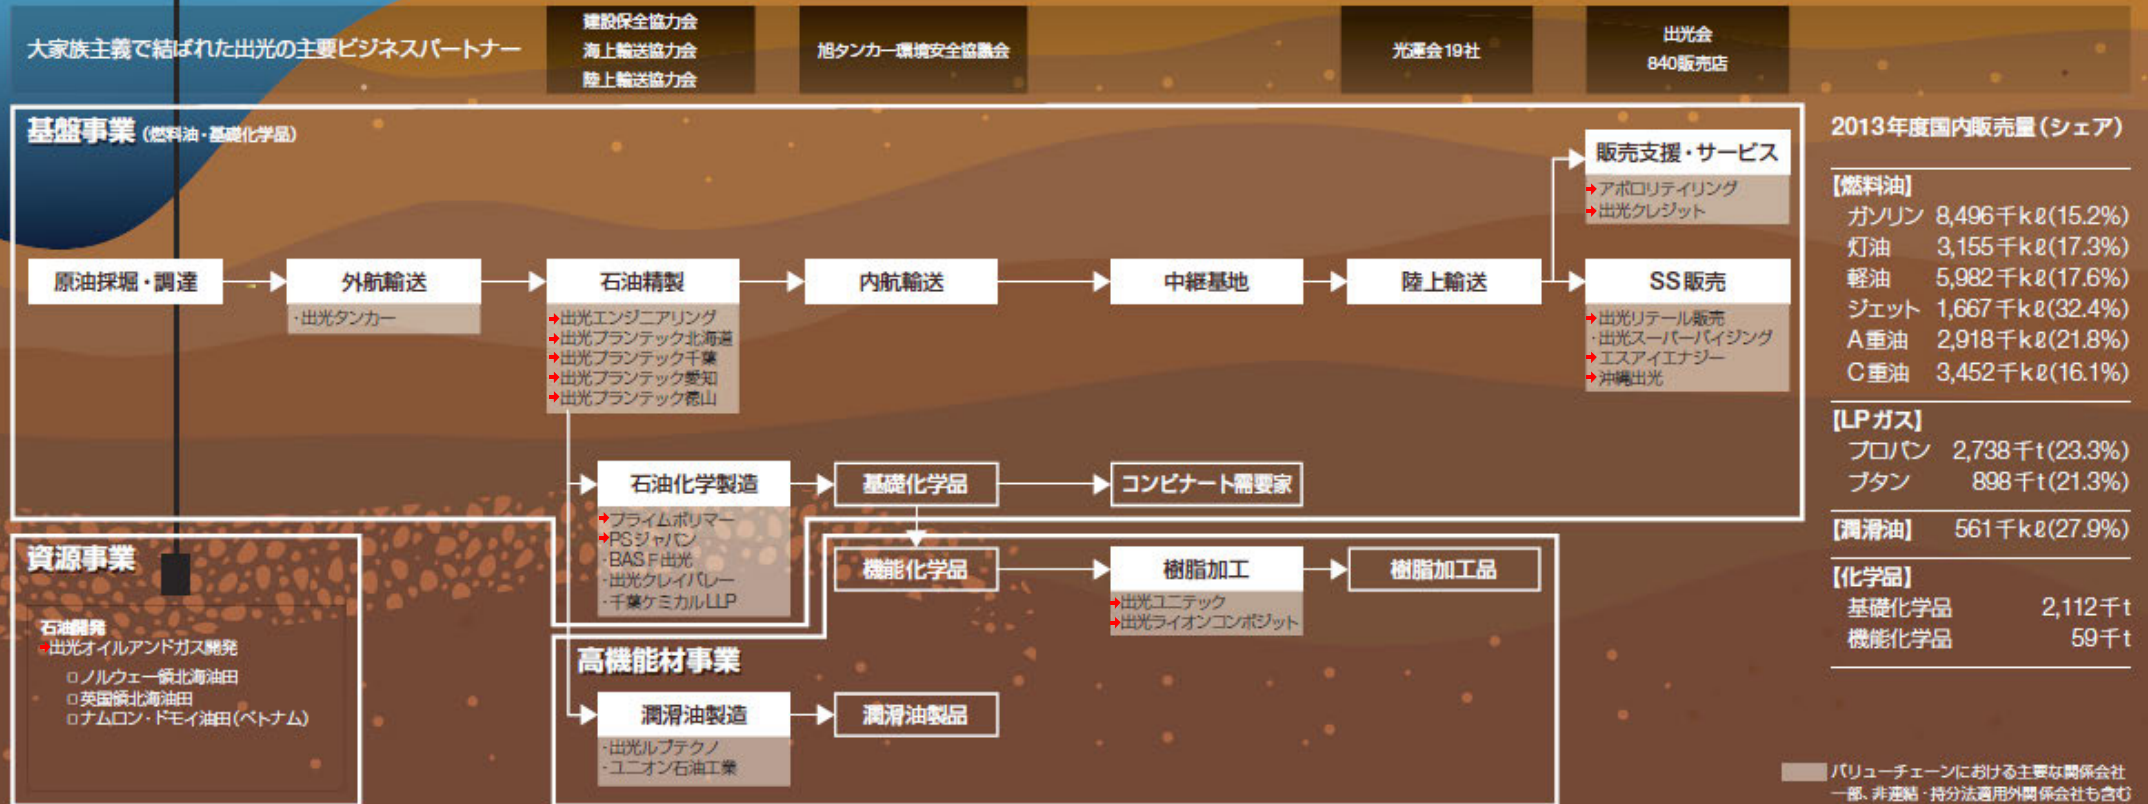 大家族主義で結ばれた出光の主要ビジネスパートナー
建設保全協力会
海上輸送協力会
陸上輸送協力会
旭タンカー環境安全協議会
光運会19社
出光会
840販売店
基盤事業（燃料油・基礎化学品）
原油採堀・調達
外航輸送
・出光タンカー
石油精製
出光エンジニアリング
出光プランテック北海道
出光プランテック千葉
出光プランテック愛知
出光プランテック徳山
内航輸送
中継基地
陸上輸送
販売支援・サービス
アポロリテイリング
出光クレジット
SS販売
出光リテール販売
・出光スーパーバイジング
エスアイエナジー
沖縄出光
石油化学製造
プライムポリマー
PSジャパン
・BASF出光
・出光クレイバレー
・千葉ケミカルLLP
基礎化学品
コンビナート需要家
機能化学品
樹脂加工
出光ユニテック
出光ライオンコンポジット
樹脂加工品
高機能材事業
潤滑油製造
・出光ルブテクノ
・ユニオン石油工業
潤滑油製品
資源事業
石油開発
出光オイルアンドガス開発
□ノルウェー領北海油田
□英国領北海油田
□ナムロン・ドモイ油田（ベトナム）
2013年度国内販売量（シェア）
【燃料油】
ガソリン 8,496千kℓ(15.2%)
灯油 3,155千kℓ(17.3%)
軽油 5,982千kℓ(17.6%)
ジェット 1,667千kℓ(32.4%)
A重油 2,918千kℓ(21.8%)
C重油 3,452千kℓ(16.1%)
【LPガス】
プロパン 2,738千t(23.3%)
ブタン 898千t(21.3%)
【潤滑油】 561千kℓ(27.9%)
【化学品】
基礎化学品 2,112千t
機能化学品 59千t
バリューチェーンにおける主要な関係会社
一部、非連結・持分法適用外関係会社も含む